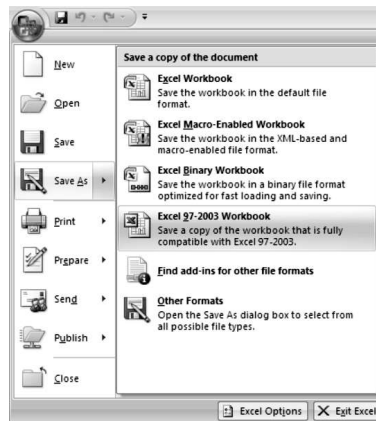 New
Open
Save
Save As
Print
Prepare
Send
Publish
Close
Save a copy of the document
Excel Workbook
Save the workbook in the default file
format.
Excel Macro-Enabled Workbook
Save the workbook in the XML-based and
macro-enabled file format.
Excel Binary Workbook
Save the workbook in a binary file format
optimized for fast loading and saving.
Excel 97-2003 Workbook
Save a copy of the workbook that is fully
compatible with Excel 97-2003.
Find add-ins for other file formats
Other Formats
Open the Save As dialog box to select from
all possible file types.
Excel Options
Exit Excel